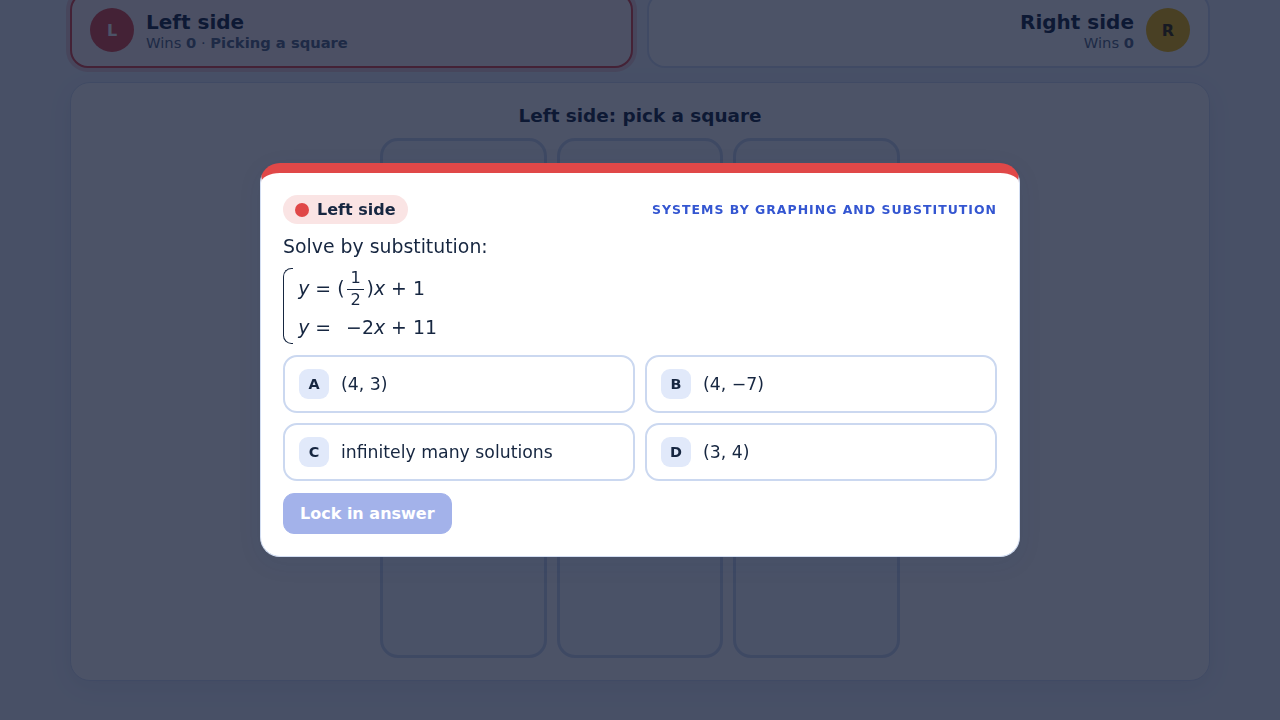 L
Left side
Wins 0 · Picking a square
Right side
Wins 0
R
Left side: pick a square
Left side
SYSTEMS BY GRAPHING AND SUBSTITUTION
Solve by substitution:
y = (1/2)x + 1
y = −2x + 11
A (4, 3)
B (4, −7)
C infinitely many solutions
D (3, 4)
Lock in answer